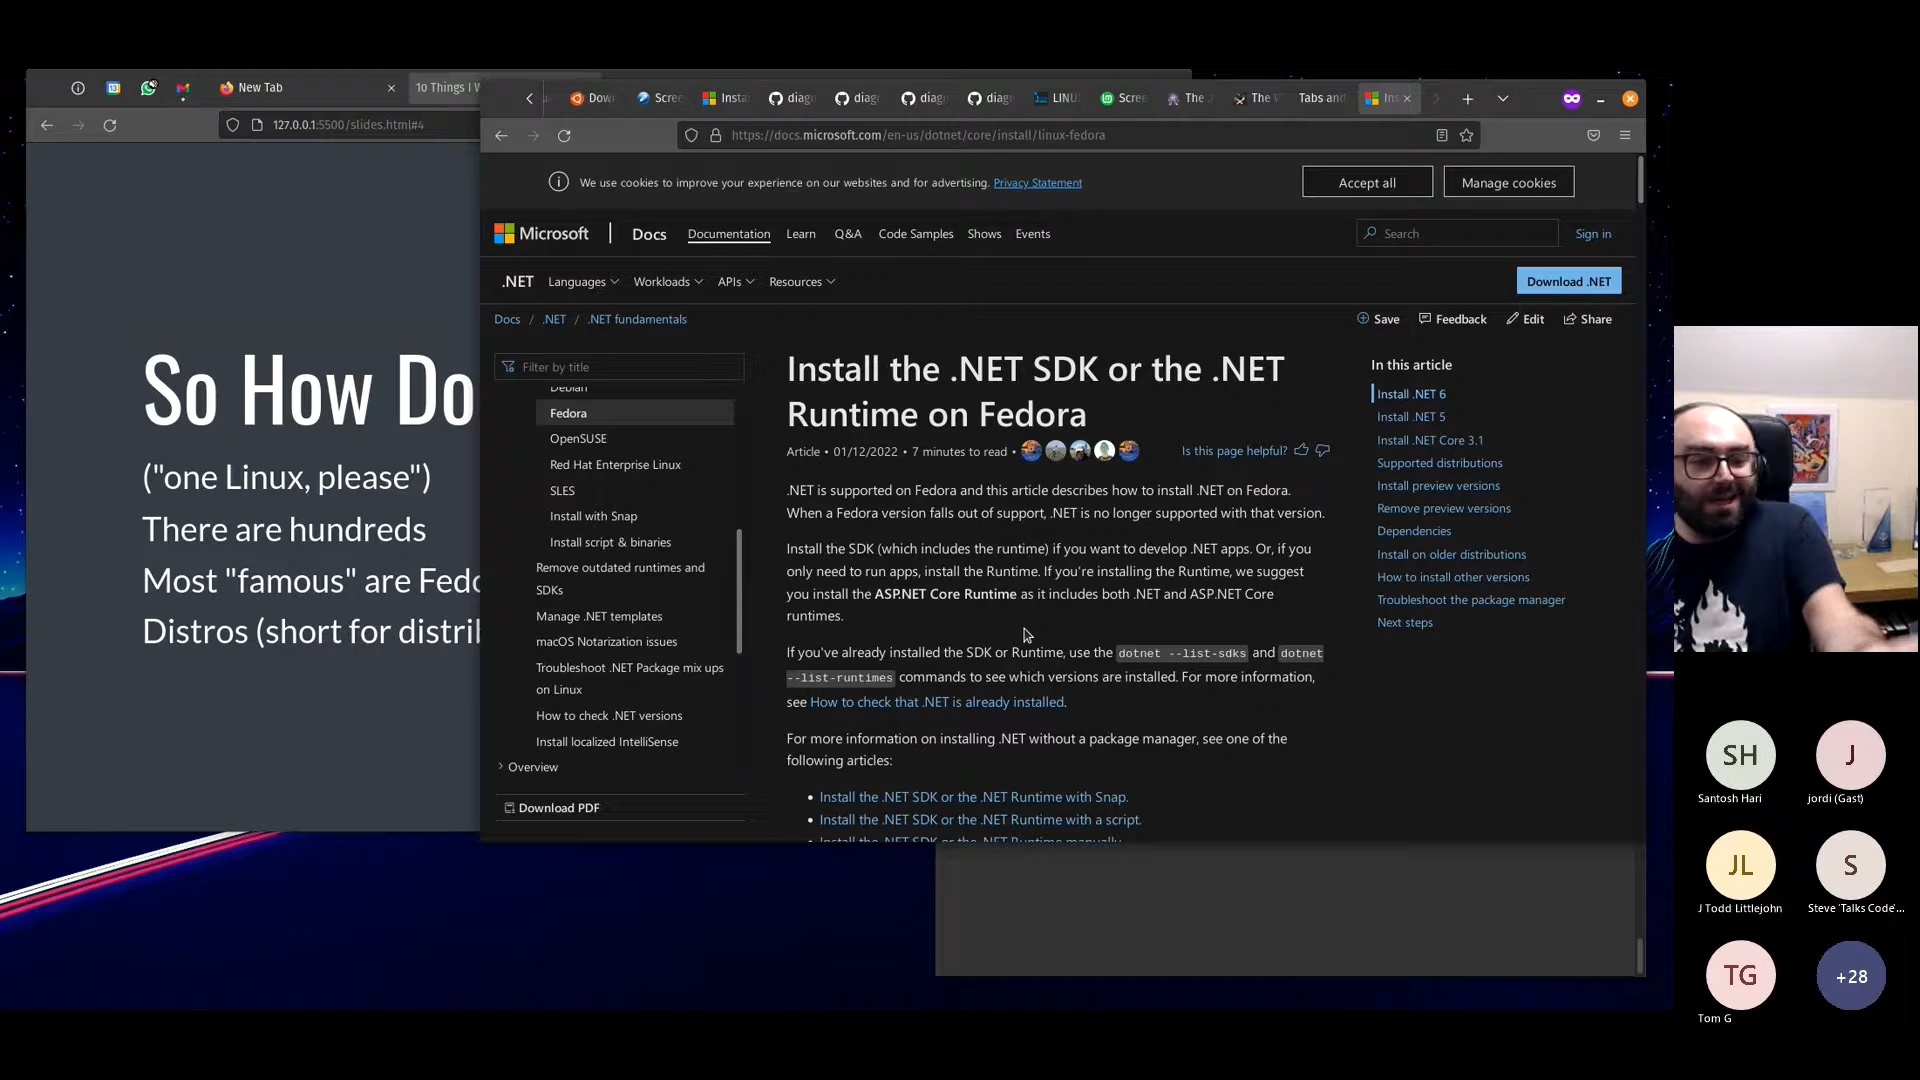 New Tab
10 Things I W
127.0.0.1:5500/slides.html#4
So How Do
("one Linux, please")
There are hundreds
Most "famous" are Fedo
Distros (short for distrib
Dow
Scree
Insta
diagn
diag
diagn
diagn
LINU
Scree
The
The W
Tabs and
Ins
https://docs.microsoft.com/en-us/dotnet/core/install/linux-fedora
We use cookies to improve your experience on our websites and for advertising. Privacy Statement
Accept all
Manage cookies
Microsoft
Docs
Documentation
Learn
Q&A
Code Samples
Shows
Events
Search
Sign in
.NET
Languages
Workloads
APIs
Resources
Download .NET
Docs / .NET / .NET fundamentals
Save
Feedback
Edit
Share
Filter by title
Debian
Fedora
OpenSUSE
Red Hat Enterprise Linux
SLES
Install with Snap
Install script & binaries
Remove outdated runtimes and
SDKs
Manage .NET templates
macOS Notarization issues
Troubleshoot .NET Package mix ups
on Linux
How to check .NET versions
Install localized IntelliSense
Overview
Download PDF
Install the .NET SDK or the .NET
Runtime on Fedora
Article • 01/12/2022 • 7 minutes to read •
Is this page helpful?
.NET is supported on Fedora and this article describes how to install .NET on Fedora.
When a Fedora version falls out of support, .NET is no longer supported with that version.
Install the SDK (which includes the runtime) if you want to develop .NET apps. Or, if you
only need to run apps, install the Runtime. If you're installing the Runtime, we suggest
you install the ASP.NET Core Runtime as it includes both .NET and ASP.NET Core
runtimes.
If you've already installed the SDK or Runtime, use the dotnet --list-sdks and dotnet
--list-runtimes commands to see which versions are installed. For more information,
see How to check that .NET is already installed.
For more information on installing .NET without a package manager, see one of the
following articles:
• Install the .NET SDK or the .NET Runtime with Snap.
• Install the .NET SDK or the .NET Runtime with a script.
Install the .NET SDK or the .NET Runtime manually
In this article
Install .NET 6
Install .NET 5
Install .NET Core 3.1
Supported distributions
Install preview versions
Remove preview versions
Dependencies
Install on older distributions
How to install other versions
Troubleshoot the package manager
Next steps
SH
Santosh Hari
J
jordi (Gast)
JL
J Todd Littlejohn
S
Steve 'Talks Code'...
TG
Tom G
+28